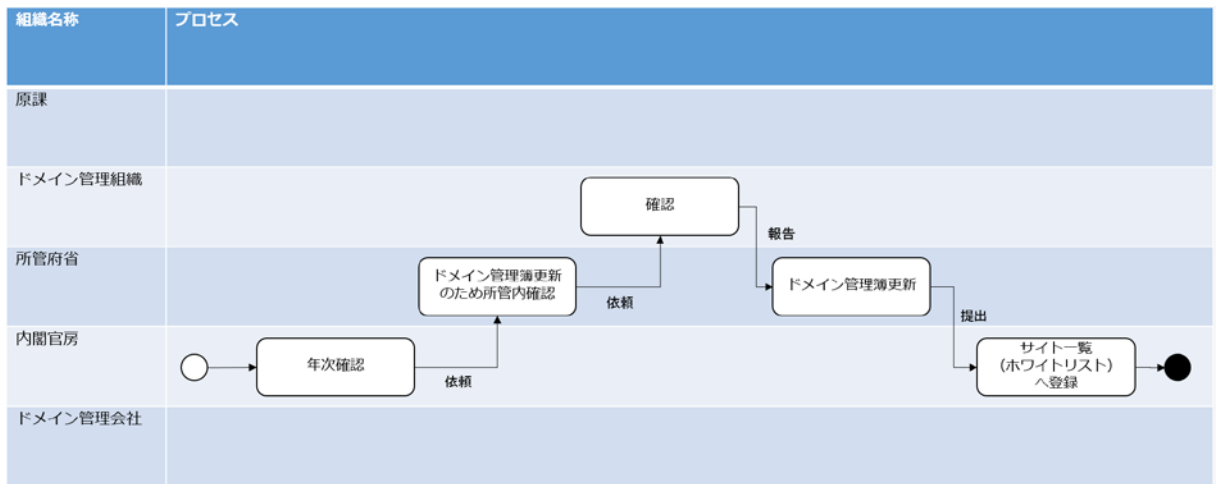 組織名称
プロセス
原課
ドメイン管理組織
確認
報告
所管府省
ドメイン管理簿更新
のため所管内確認
依頼
ドメイン管理簿更新
提出
内閣官房
年次確認
依頼
サイト一覧
（ホワイトリスト）
へ登録
ドメイン管理会社